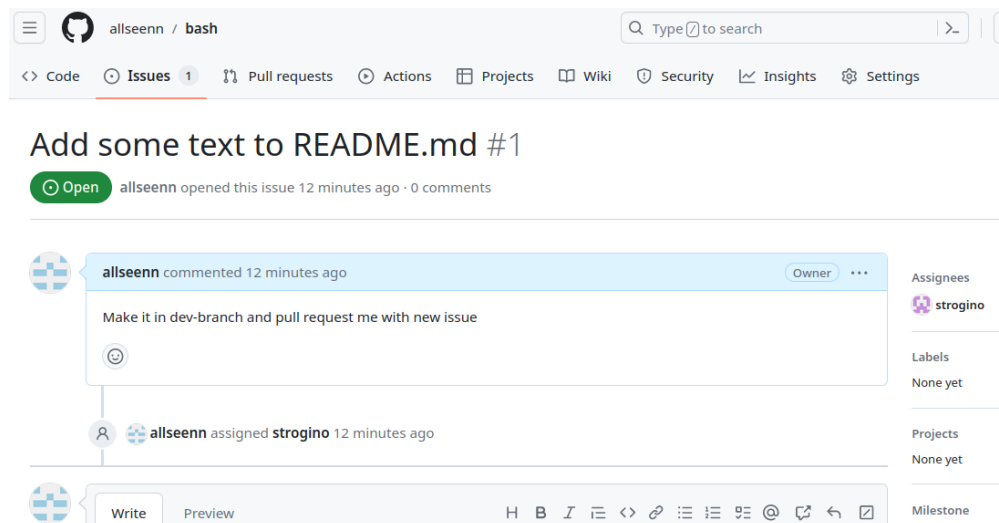 allseenn / bash
Type / to search
Code Issues 1 Pull requests Actions Projects Wiki Security Insights Settings
Add some text to README.md #1
Open allseenn opened this issue 12 minutes ago · 0 comments
allseenn commented 12 minutes ago Owner ...
Make it in dev-branch and pull request me with new issue
allseenn assigned strogino 12 minutes ago
Write Preview H B I @
Assignees
strogino
Labels
None yet
Projects
None yet
Milestone